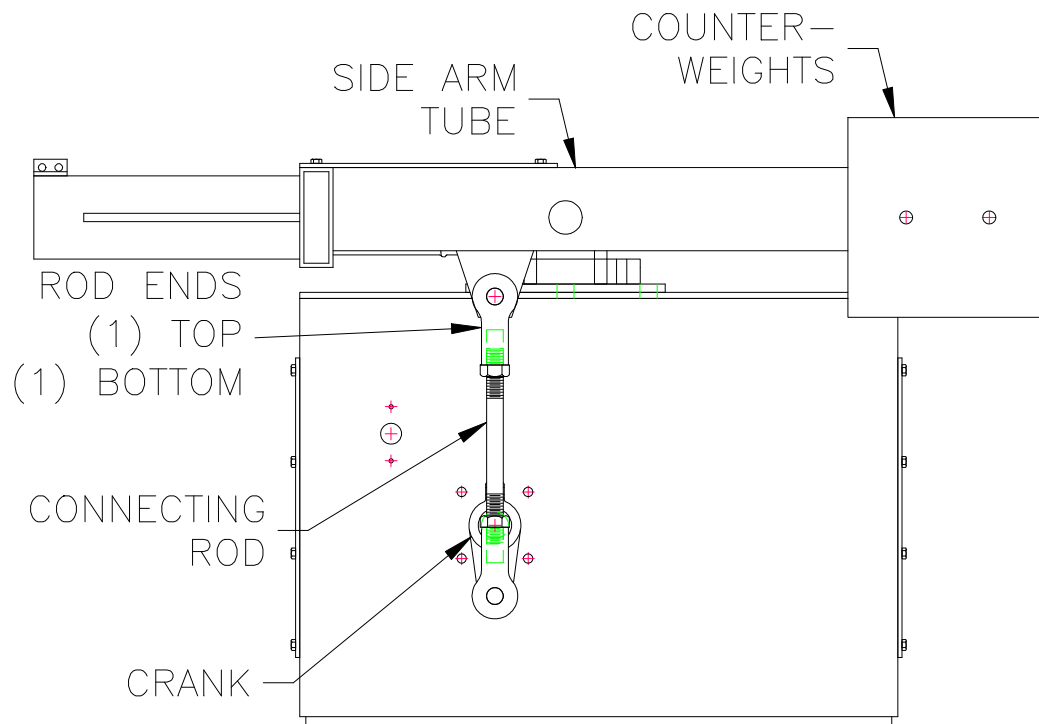 COUNTER-
WEIGHTS
SIDE ARM
TUBE
ROD ENDS
(1) TOP
(1) BOTTOM
CONNECTING
ROD
CRANK